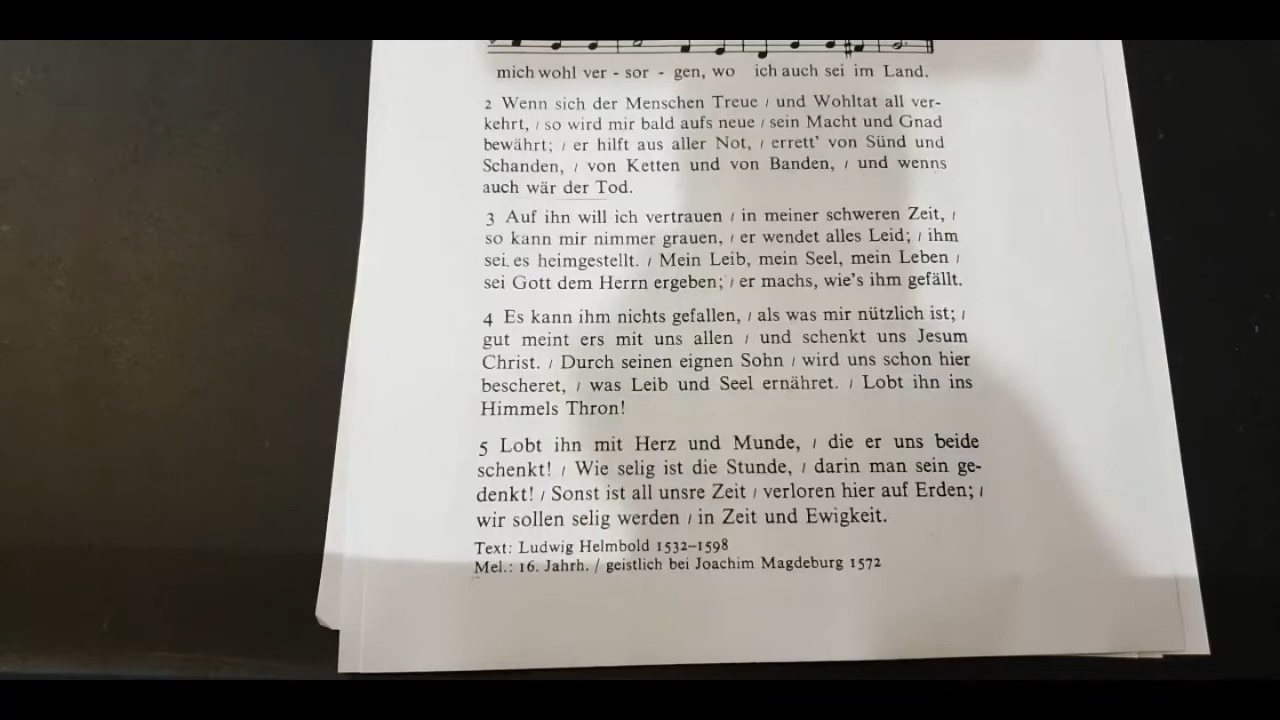 mich wohl ver - sor - gen, wo ich auch sei im Land.
2 Wenn sich der Menschen Treue / und Wohltat all ver-
kehrt, / so wird mir bald aufs neue / sein Macht und Gnad
bewährt; / er hilft aus aller Not, / errett' von Sünd und
Schanden, / von Ketten und von Banden, / und wenns
auch wär der Tod.
3 Auf ihn will ich vertrauen / in meiner schweren Zeit, /
so kann mir nimmer grauen, / er wendet alles Leid; / ihm
sei es heimgestellt. / Mein Leib, mein Seel, mein Leben /
sei Gott dem Herrn ergeben; / er machs, wie's ihm gefällt.
4 Es kann ihm nichts gefallen, / als was mir nützlich ist; /
gut meint ers mit uns allen / und schenkt uns Jesum
Christ. / Durch seinen eignen Sohn / wird uns schon hier
bescheret, / was Leib und Seel ernähret. / Lobt ihn ins
Himmels Thron!
5 Lobt ihn mit Herz und Munde, / die er uns beide
schenkt! / Wie selig ist die Stunde, / darin man sein ge-
denkt! / Sonst ist all unsre Zeit / verloren hier auf Erden; /
wir sollen selig werden / in Zeit und Ewigkeit.
Text: Ludwig Helmbold 1532–1598
Mel.: 16. Jahrh. / geistlich bei Joachim Magdeburg 1572